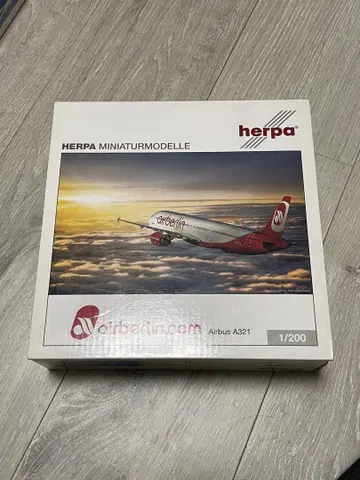 herpa®
HERPA MINIATURMODELLE
airberlin
airberlin.com Airbus A321
1/200